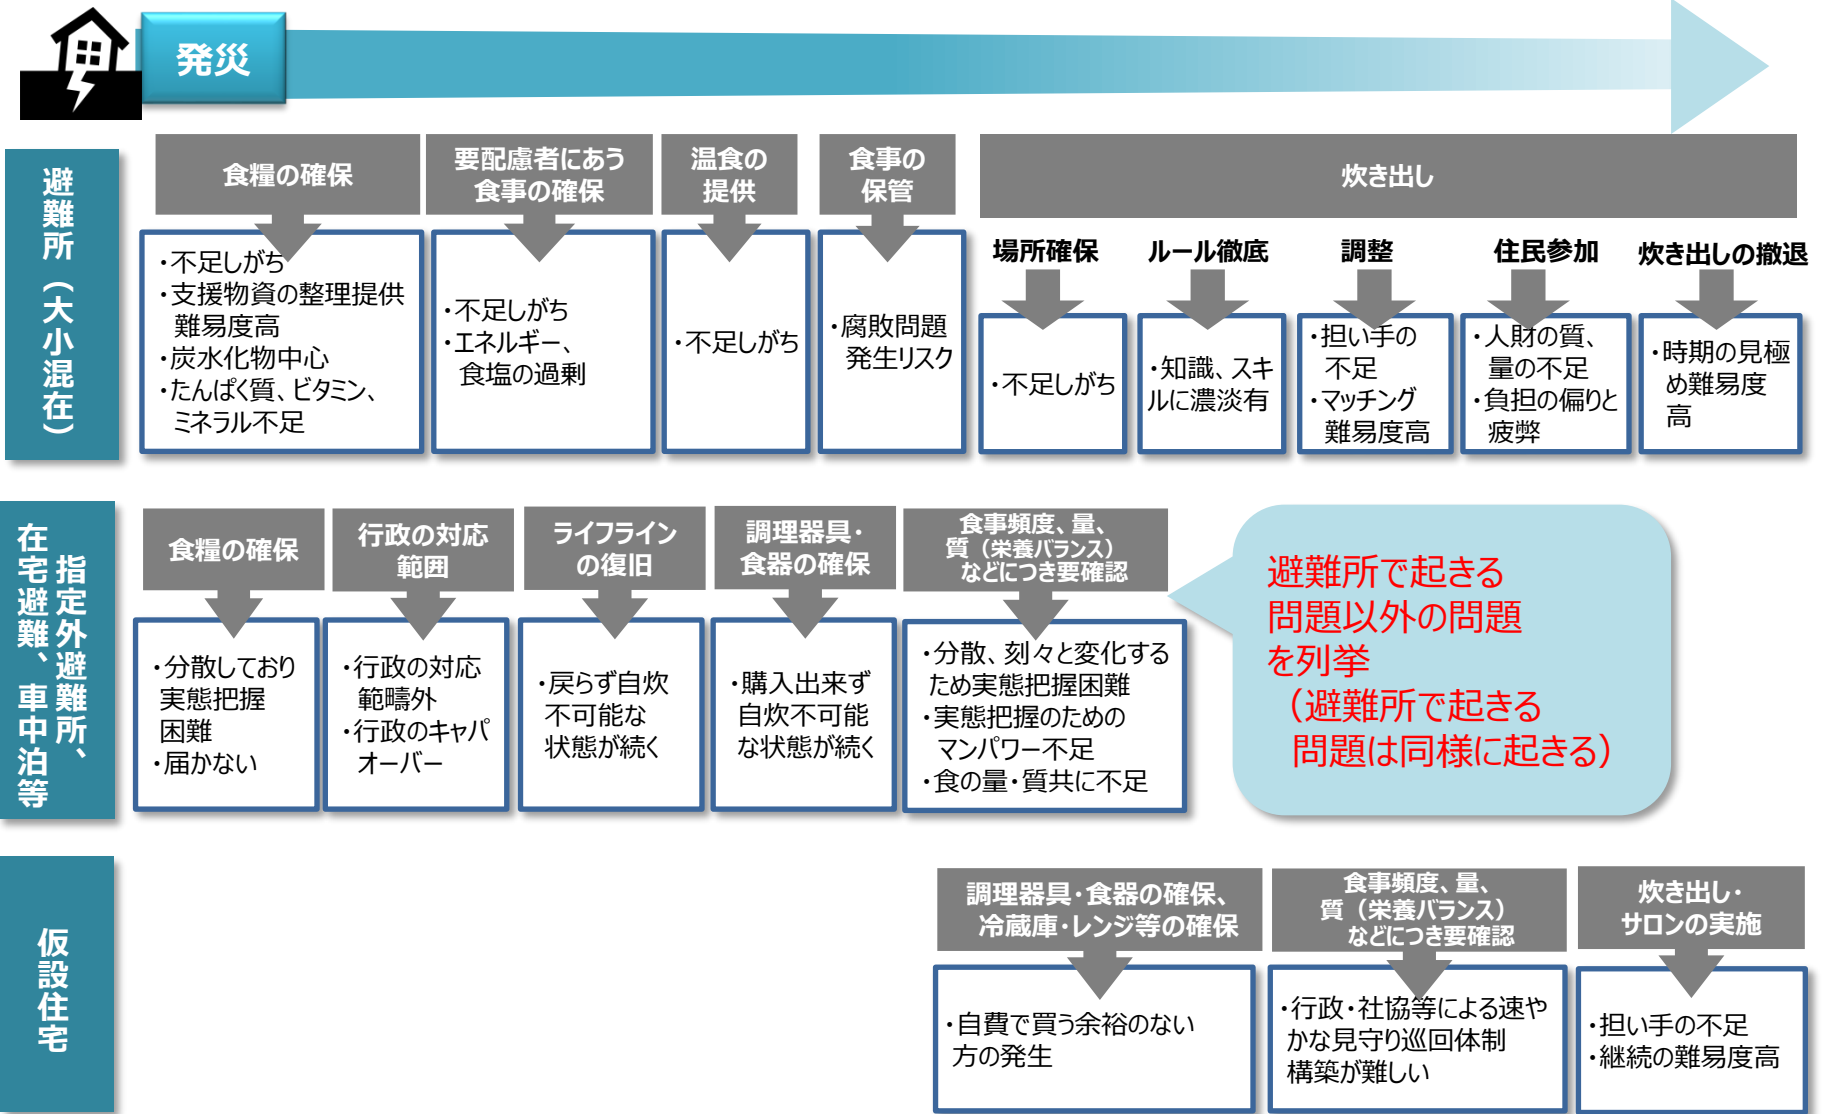 発災
避難所（大小混在）
食糧の確保
・不足しがち
・支援物資の整理提供
難易度高
・炭水化物中心
・たんぱく質、ビタミン、
ミネラル不足
要配慮者にあう
食事の確保
・不足しがち
・エネルギー、
食塩の過剰
温食の
提供
・不足しがち
食事の
保管
・腐敗問題
発生リスク
炊き出し
場所確保
・不足しがち
ルール徹底
・知識、スキ
ルに濃淡有
調整
・担い手の
不足
・マッチング
難易度高
住民参加
・人財の質、
量の不足
・負担の偏りと
疲弊
炊き出しの撤退
・時期の見極
め難易度
高
指定外避難所、
在宅避難、車中泊等
食糧の確保
・分散しており
実態把握
困難
・届かない
行政の対応
範囲
・行政の対応
範疇外
・行政のキャパ
オーバー
ライフライン
の復旧
・戻らず自炊
不可能な
状態が続く
調理器具・
食器の確保
・購入出来ず
自炊不可能
な状態が続く
食事頻度、量、
質（栄養バランス）
などにつき要確認
・分散、刻々と変化する
ため実態把握困難
・実態把握のための
マンパワー不足
・食の量・質共に不足
避難所で起きる
問題以外の問題
を列挙
（避難所で起きる
問題は同様に起きる）
仮設住宅
調理器具・食器の確保、
冷蔵庫・レンジ等の確保
・自費で買う余裕のない
方の発生
食事頻度、量、
質（栄養バランス）
などにつき要確認
・行政・社協等による速や
かな見守り巡回体制
構築が難しい
炊き出し・
サロンの実施
・担い手の不足
・継続の難易度高